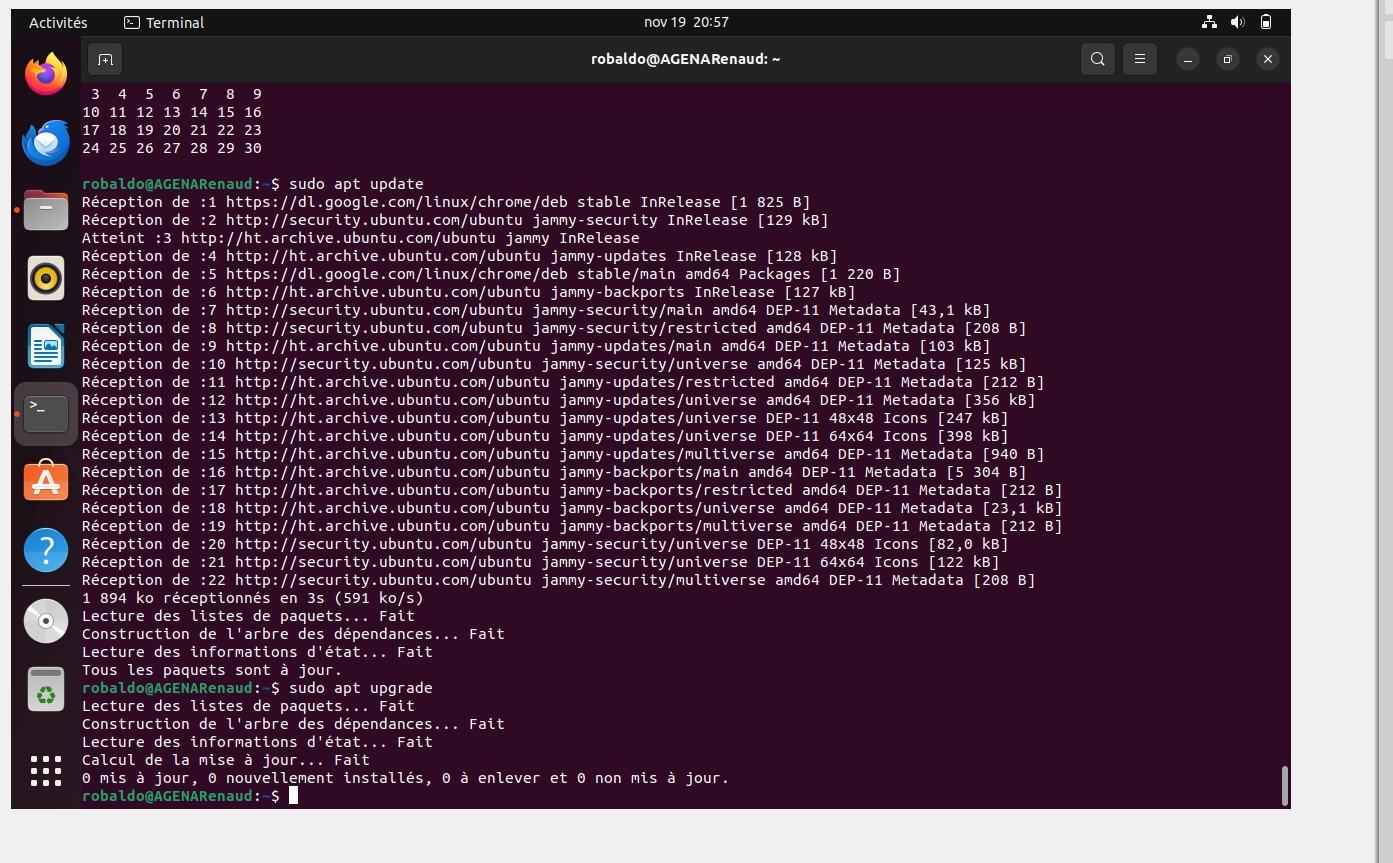 Activités Terminal nov 19 20:57
robaldo@AGENARenaud: ~
3 4 5 6 7 8 9
10 11 12 13 14 15 16
17 18 19 20 21 22 23
24 25 26 27 28 29 30
robaldo@AGENARenaud:~$ sudo apt update
Réception de :1 https://dl.google.com/linux/chrome/deb stable InRelease [1 825 B]
Réception de :2 http://security.ubuntu.com/ubuntu jammy-security InRelease [129 kB]
Atteint :3 http://ht.archive.ubuntu.com/ubuntu jammy InRelease
Réception de :4 http://ht.archive.ubuntu.com/ubuntu jammy-updates InRelease [128 kB]
Réception de :5 https://dl.google.com/linux/chrome/deb stable/main amd64 Packages [1 220 B]
Réception de :6 http://ht.archive.ubuntu.com/ubuntu jammy-backports InRelease [127 kB]
Réception de :7 http://security.ubuntu.com/ubuntu jammy-security/main amd64 DEP-11 Metadata [43,1 kB]
Réception de :8 http://security.ubuntu.com/ubuntu jammy-security/restricted amd64 DEP-11 Metadata [208 B]
Réception de :9 http://ht.archive.ubuntu.com/ubuntu jammy-updates/main amd64 DEP-11 Metadata [103 kB]
Réception de :10 http://security.ubuntu.com/ubuntu jammy-security/universe amd64 DEP-11 Metadata [125 kB]
Réception de :11 http://ht.archive.ubuntu.com/ubuntu jammy-updates/restricted amd64 DEP-11 Metadata [212 B]
Réception de :12 http://ht.archive.ubuntu.com/ubuntu jammy-updates/universe amd64 DEP-11 Metadata [356 kB]
Réception de :13 http://ht.archive.ubuntu.com/ubuntu jammy-updates/universe DEP-11 48x48 Icons [247 kB]
Réception de :14 http://ht.archive.ubuntu.com/ubuntu jammy-updates/universe DEP-11 64x64 Icons [398 kB]
Réception de :15 http://ht.archive.ubuntu.com/ubuntu jammy-updates/multiverse amd64 DEP-11 Metadata [940 B]
Réception de :16 http://ht.archive.ubuntu.com/ubuntu jammy-backports/main amd64 DEP-11 Metadata [5 304 B]
Réception de :17 http://ht.archive.ubuntu.com/ubuntu jammy-backports/restricted amd64 DEP-11 Metadata [212 B]
Réception de :18 http://ht.archive.ubuntu.com/ubuntu jammy-backports/universe amd64 DEP-11 Metadata [23,1 kB]
Réception de :19 http://ht.archive.ubuntu.com/ubuntu jammy-backports/multiverse amd64 DEP-11 Metadata [212 B]
Réception de :20 http://security.ubuntu.com/ubuntu jammy-security/universe DEP-11 48x48 Icons [82,0 kB]
Réception de :21 http://security.ubuntu.com/ubuntu jammy-security/universe DEP-11 64x64 Icons [122 kB]
Réception de :22 http://security.ubuntu.com/ubuntu jammy-security/multiverse amd64 DEP-11 Metadata [208 B]
1 894 ko réceptionnés en 3s (591 ko/s)
Lecture des listes de paquets... Fait
Construction de l'arbre des dépendances... Fait
Lecture des informations d'état... Fait
Tous les paquets sont à jour.
robaldo@AGENARenaud:~$ sudo apt upgrade
Lecture des listes de paquets... Fait
Construction de l'arbre des dépendances... Fait
Lecture des informations d'état... Fait
Calcul de la mise à jour... Fait
0 mis à jour, 0 nouvellement installés, 0 à enlever et 0 non mis à jour.
robaldo@AGENARenaud:~$